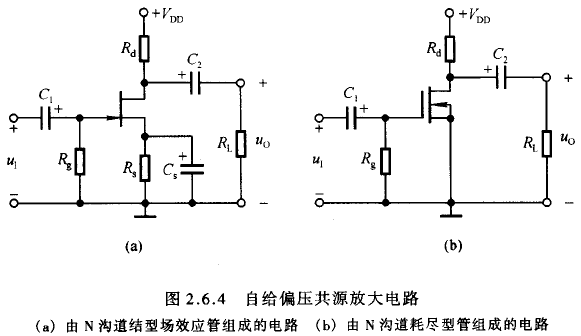 +V_DD
R_d
C_2
+
+
C_1
+
+
R_g
R_s
+
C_s
R_L
u_I
u_O
−
−
(a)
+V_DD
R_d
C_2
+
+
C_1
+
+
R_g
R_L
u_I
u_O
−
−
(b)
图 2.6.4 自给偏压共源放大电路
(a) 由 N 沟道结型场效应管组成的电路 (b) 由 N 沟道耗尽型管组成的电路